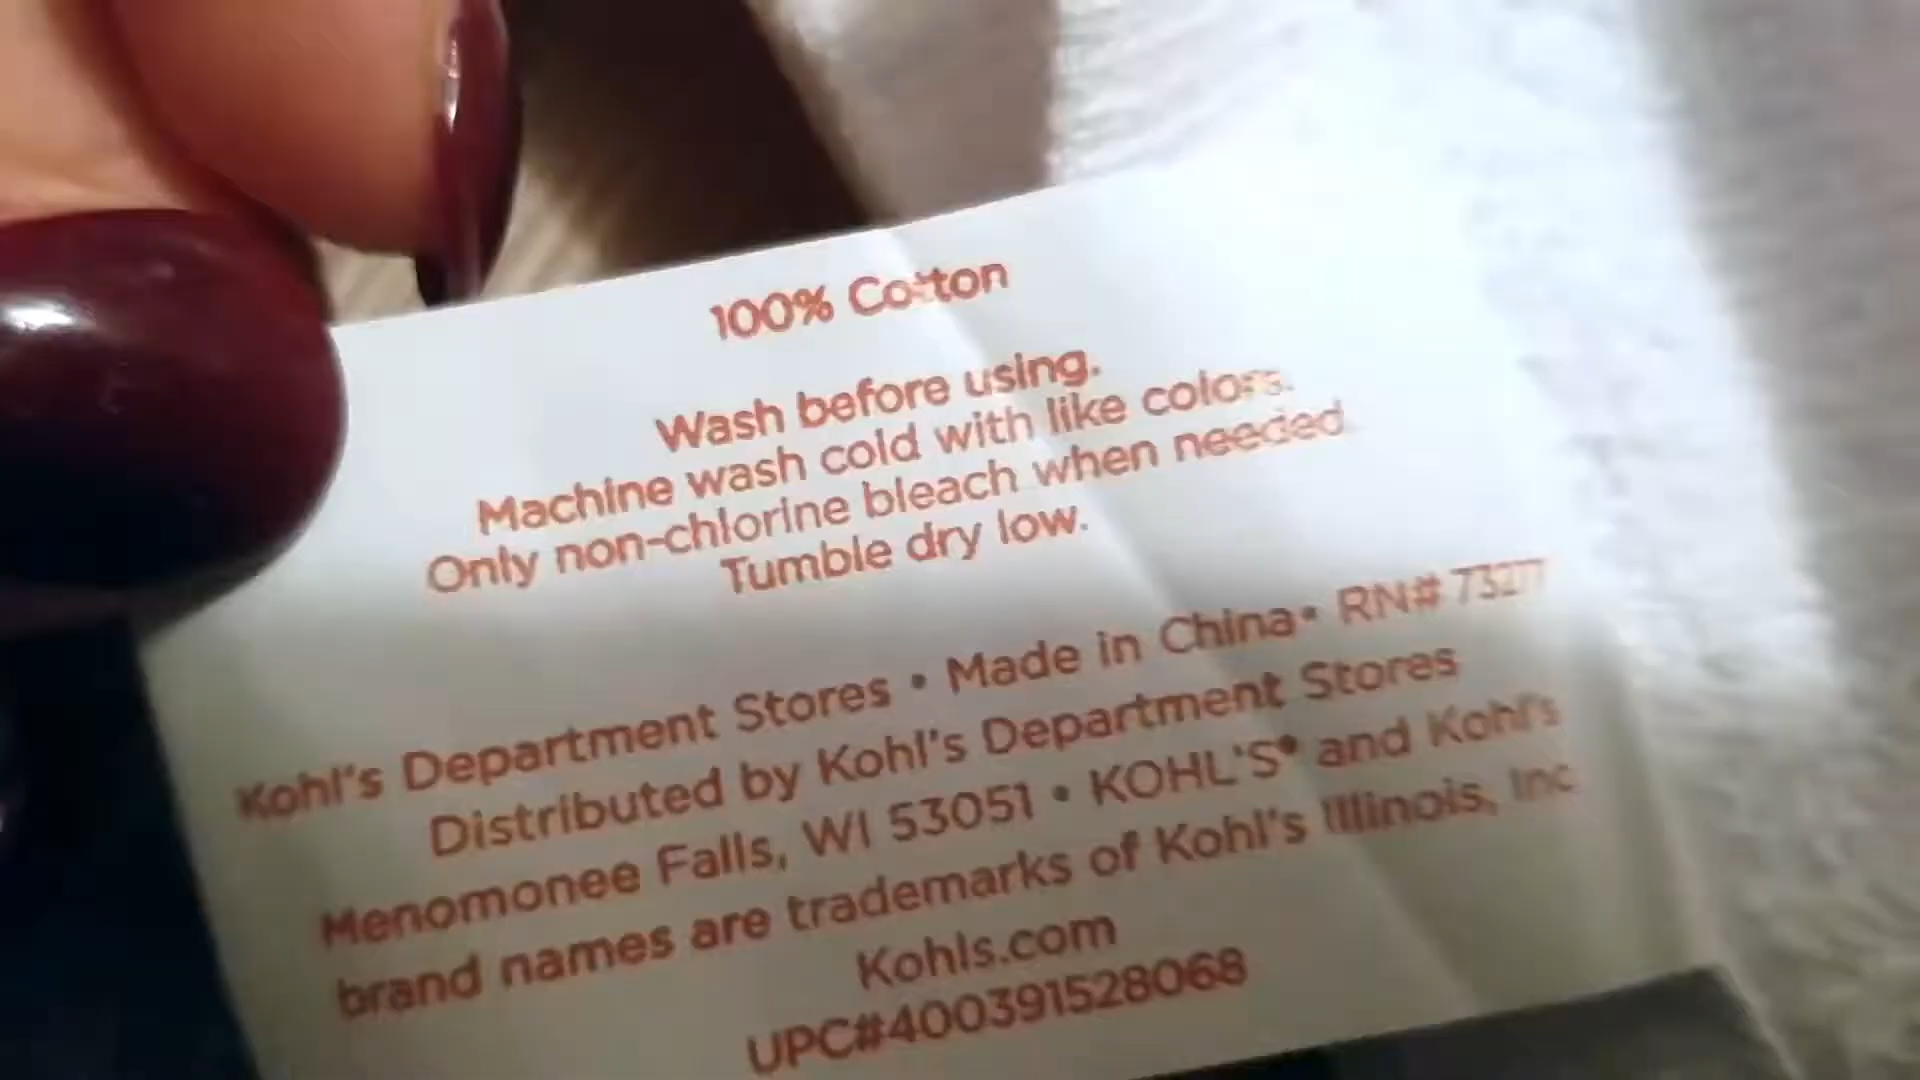 100% Cotton
Wash before using.
Machine wash cold with like colors.
Only non-chlorine bleach when needed.
Tumble dry low.
Kohl's Department Stores • Made in China • RN# 73277
Distributed by Kohl's Department Stores
Menomonee Falls, WI 53051 • KOHL'S® and Kohl's
brand names are trademarks of Kohl's Illinois, Inc
Kohls.com
UPC#400391528068